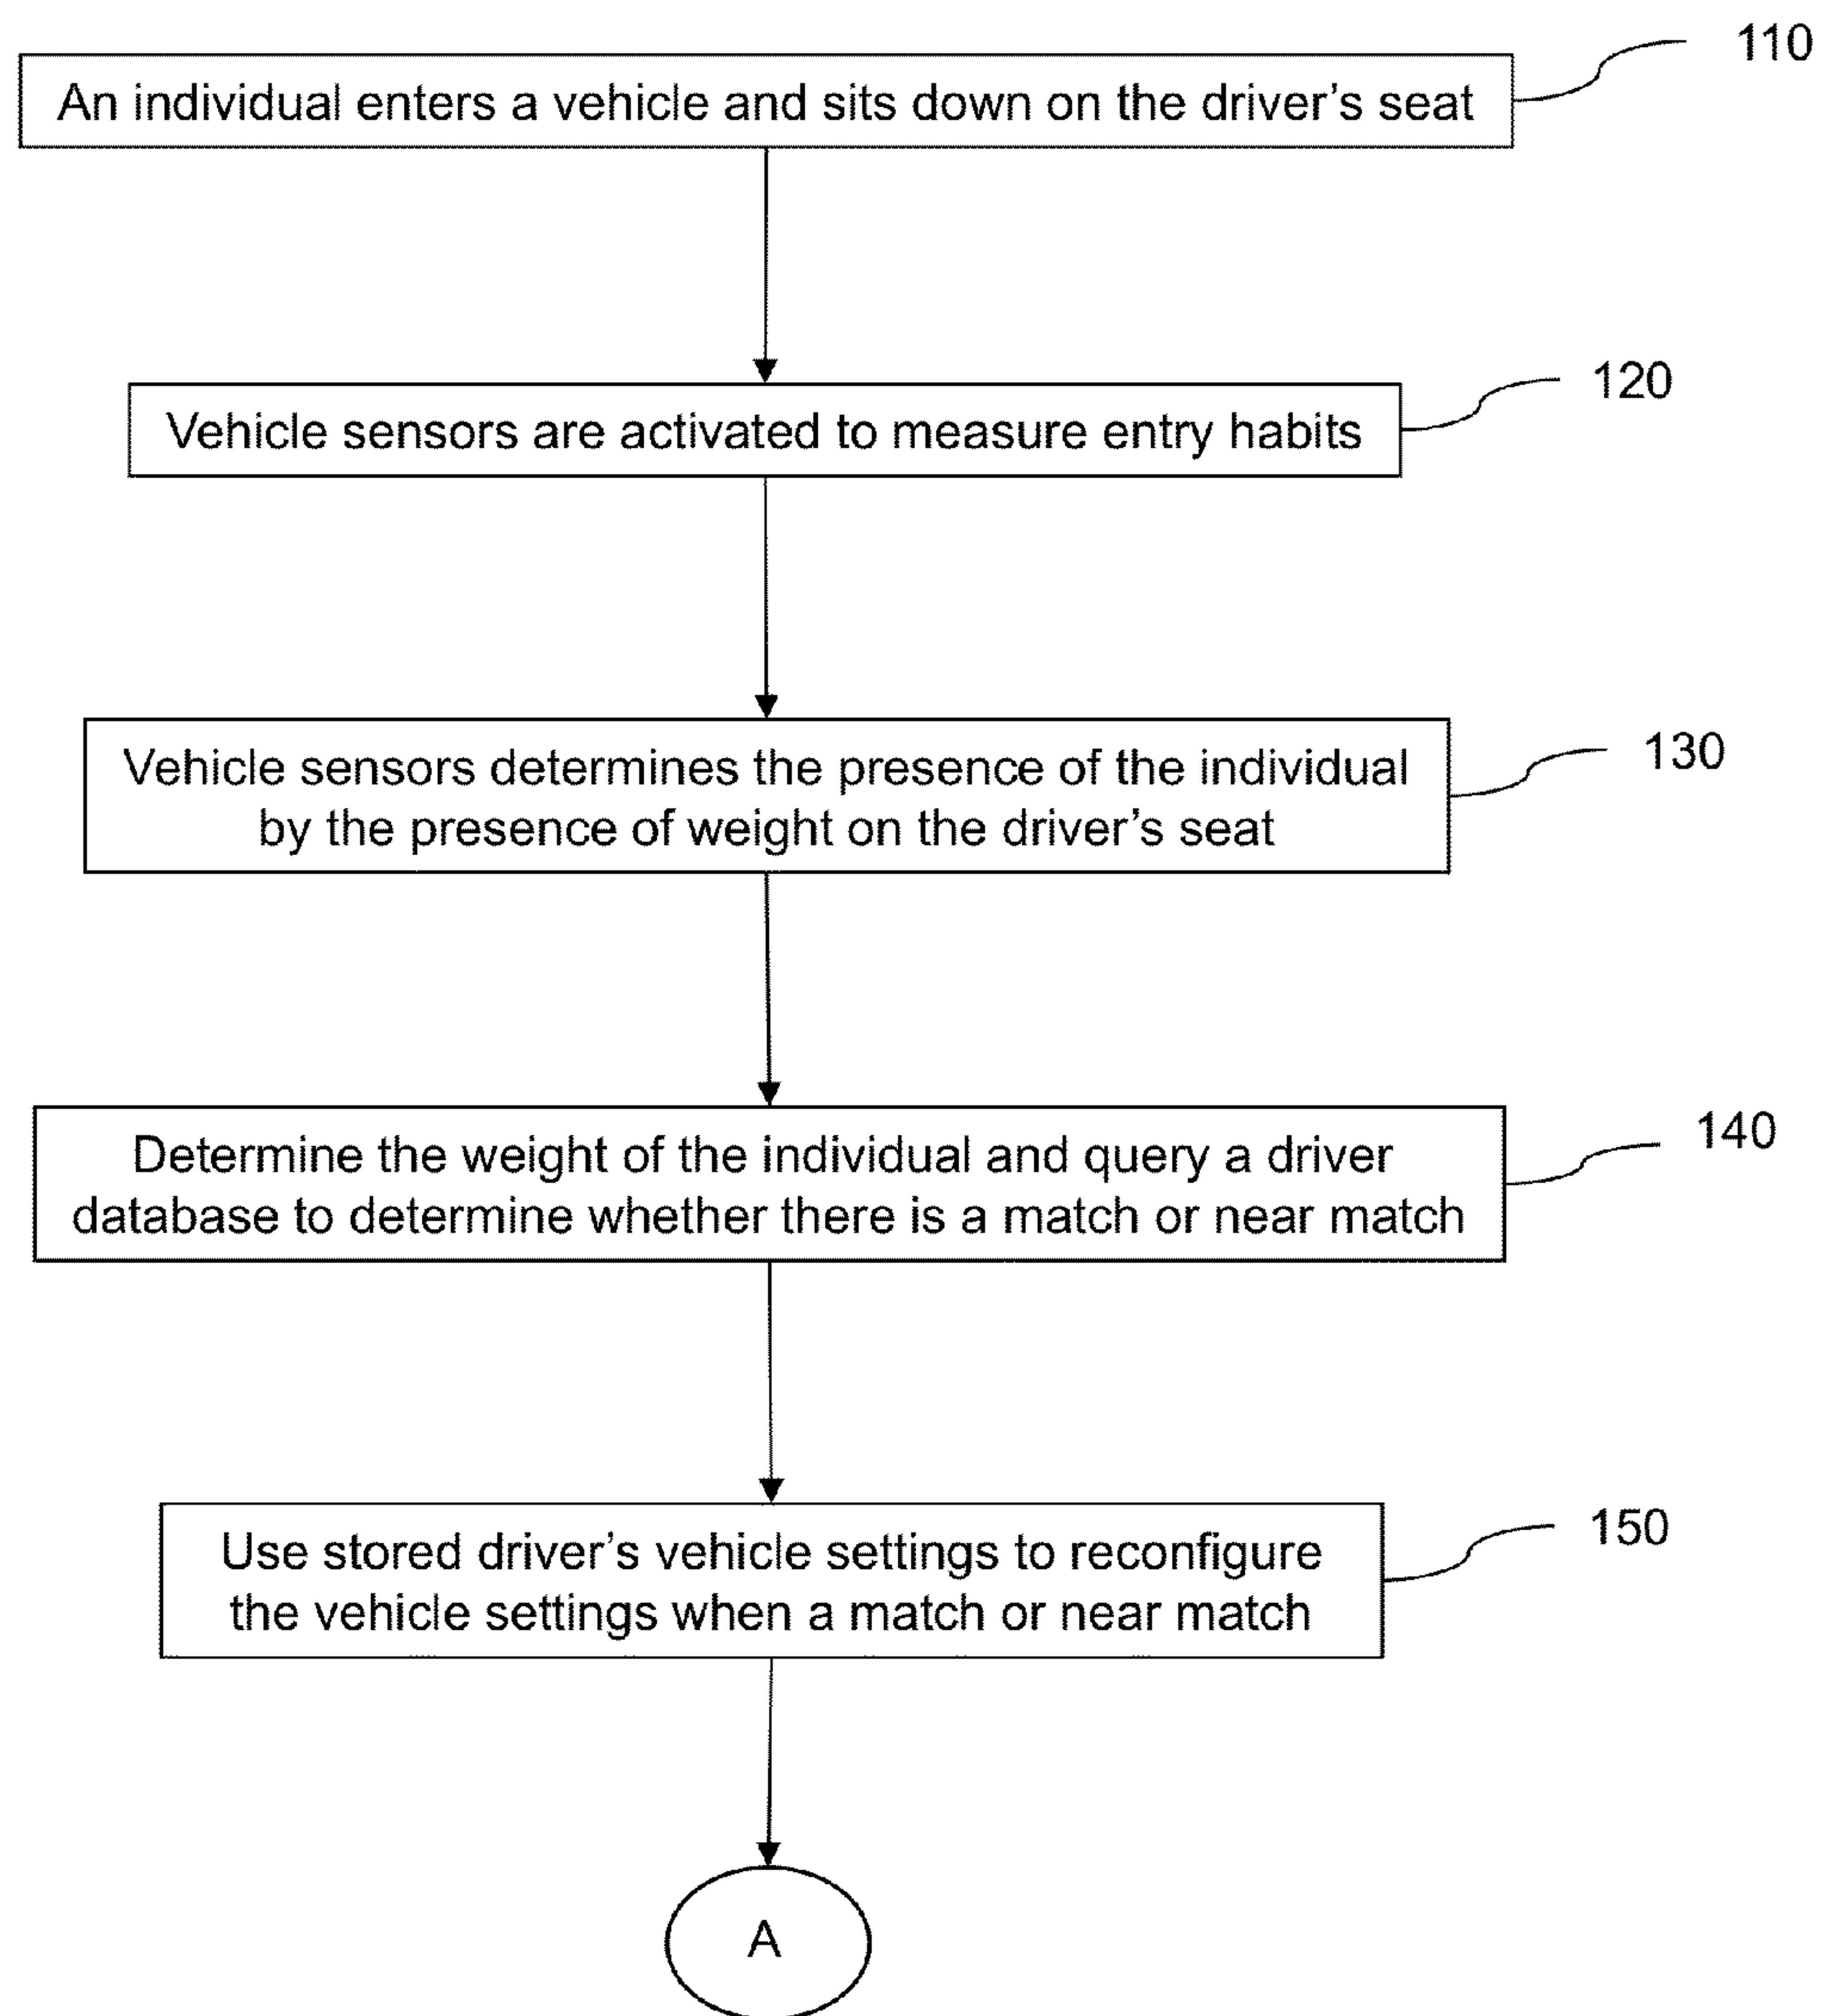 110
An individual enters a vehicle and sits down on the driver's seat
120
Vehicle sensors are activated to measure entry habits
130
Vehicle sensors determines the presence of the individual
by the presence of weight on the driver's seat
140
Determine the weight of the individual and query a driver
database to determine whether there is a match or near match
150
Use stored driver's vehicle settings to reconfigure
the vehicle settings when a match or near match
A